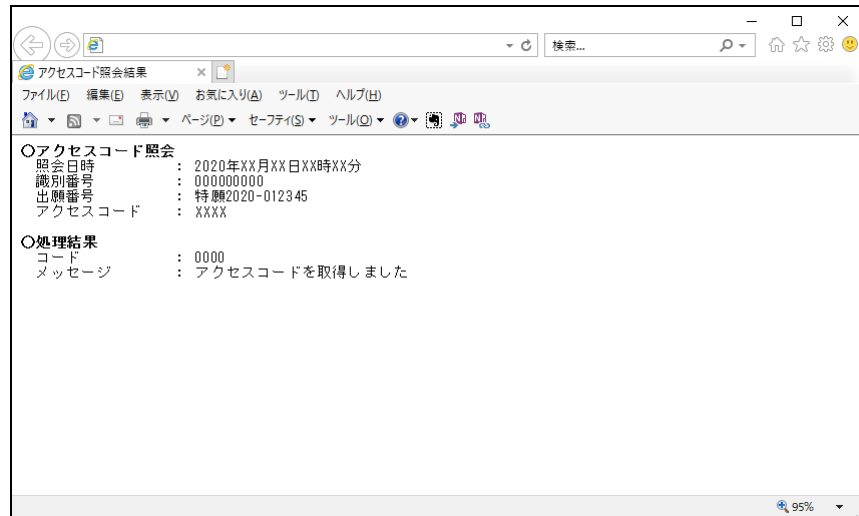 検索...
アクセスコード照会結果
ファイル(F) 編集(E) 表示(V) お気に入り(A) ツール(T) ヘルプ(H)
ページ(P) セーフティ(S) ツール(O)
○アクセスコード照会
照会日時 : 2020年XX月XX日XX時XX分
識別番号 : 000000000
出願番号 : 特願2020-012345
アクセスコード : XXXX
○処理結果
コード : 0000
メッセージ : アクセスコードを取得しました
95%